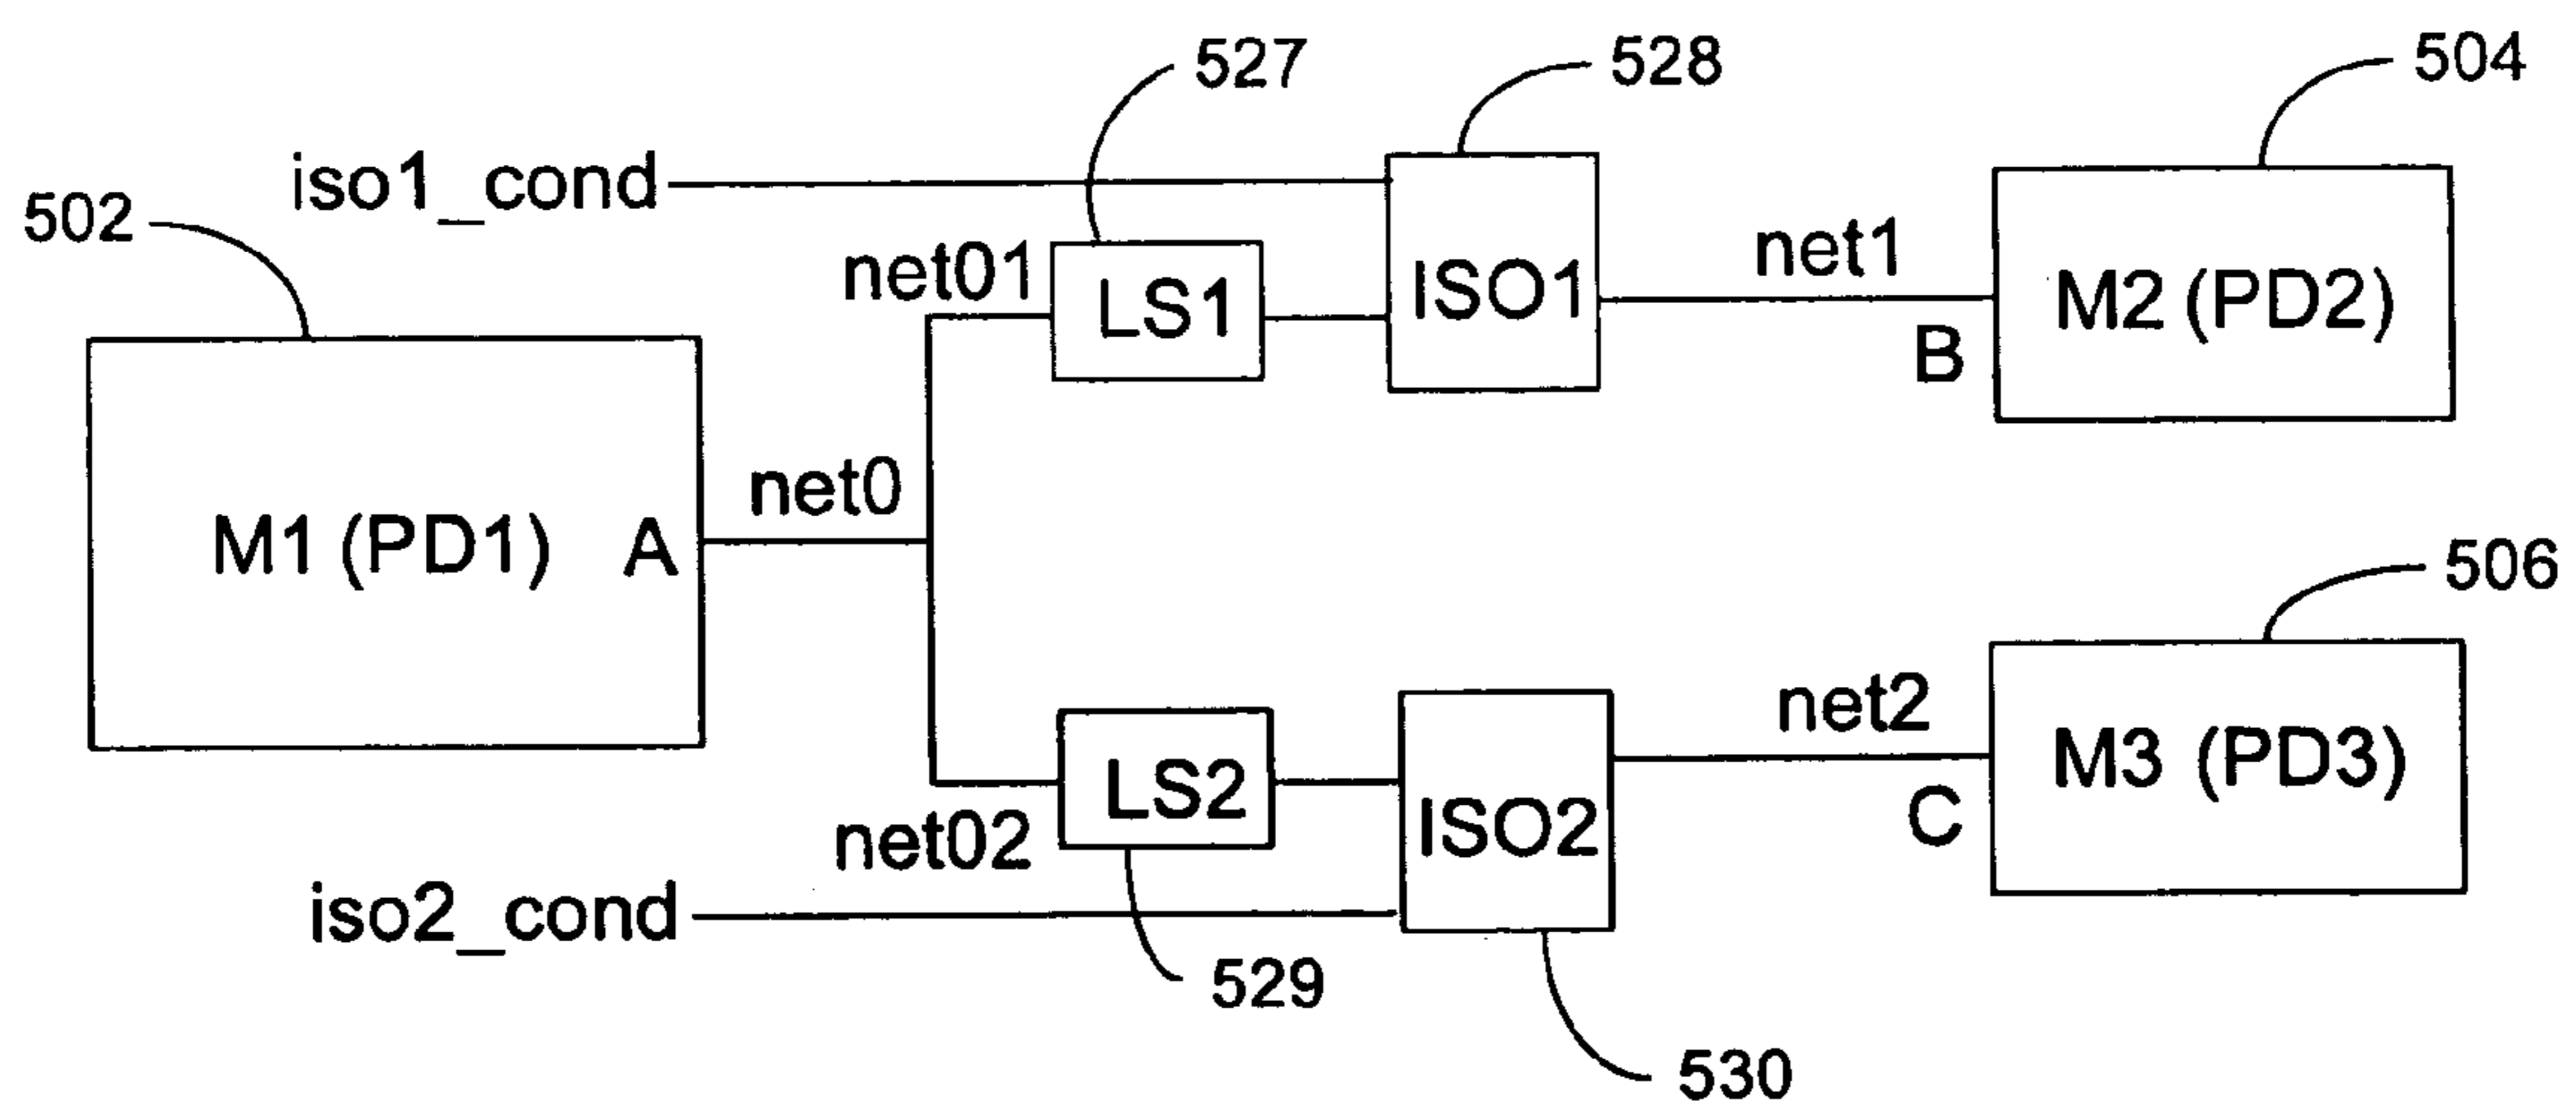 527
528
504
iso1_cond
502
net01
LS1
ISO1
net1
M2 (PD2)
B
net0
M1 (PD1)
A
506
net2
M3 (PD3)
LS2
ISO2
C
net02
iso2_cond
529
530